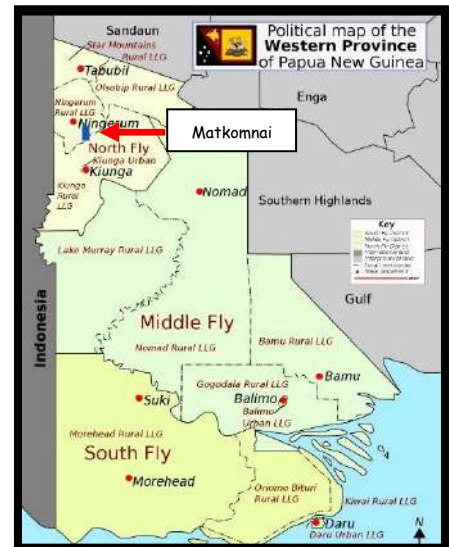 Sandaun
Political map of the
Western Province
of Papua New Guinea
Star Mountains
Rural LLG
Tabubil
Olsobip Rural LLG
Enga
Ningerum
Rural LLG
Ningerum
Matkomnai
North Fly
Kiunga Urban
LLG
Kiunga
Kiunga
Rural
LLG
Nomad
Southern Highlands
Key
Lake Murray Rural LLG
Gulf
Indonesia
Middle Fly
Nomad Rural LLG
Bamu Rural LLG
Gogodala Rural LLG
Bamu
Balimo
Balimo
Urban LLG
Suki
Morehead Rural LLG
South Fly
Morehead
Oriomo Bituri
Rural LLG
Kiwai Rural LLG
Daru
Daru Urban LLG
N